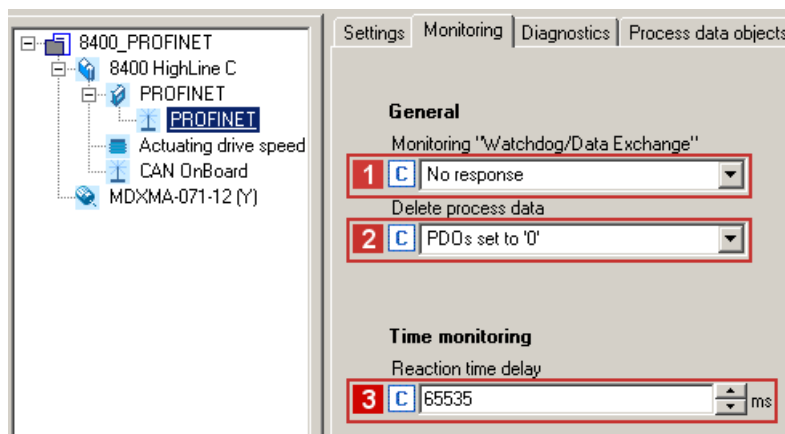 8400_PROFINET
8400 HighLine C
PROFINET
PROFINET
Actuating drive speed
CAN OnBoard
MDXMA-071-12 (Y)
Settings Monitoring Diagnostics Process data objects
General
Monitoring "Watchdog/Data Exchange"
1 C No response
Delete process data
2 C PDOs set to '0'
Time monitoring
Reaction time delay
3 C 65535 ms